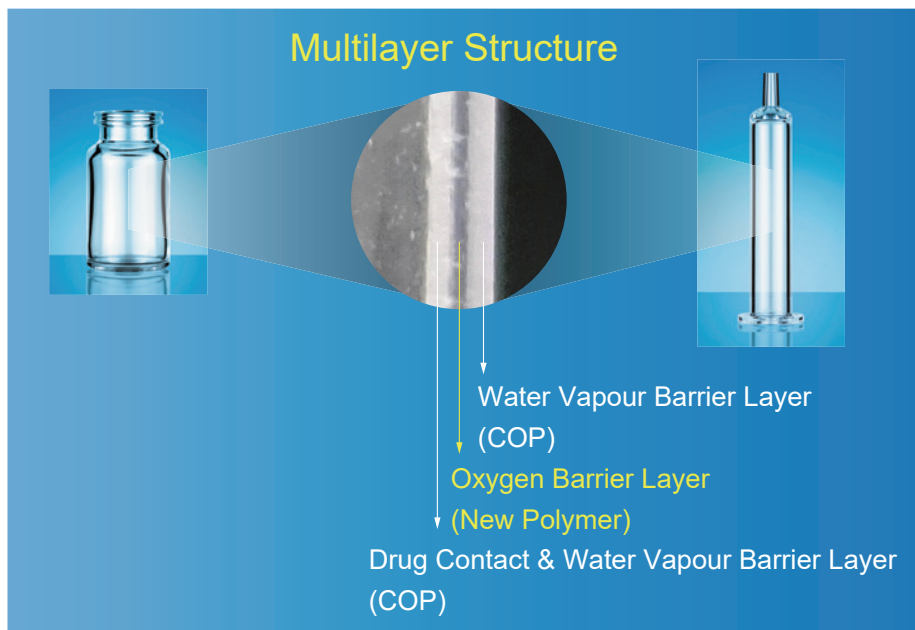 Multilayer Structure
Water Vapour Barrier Layer
(COP)
Oxygen Barrier Layer
(New Polymer)
Drug Contact & Water Vapour Barrier Layer
(COP)